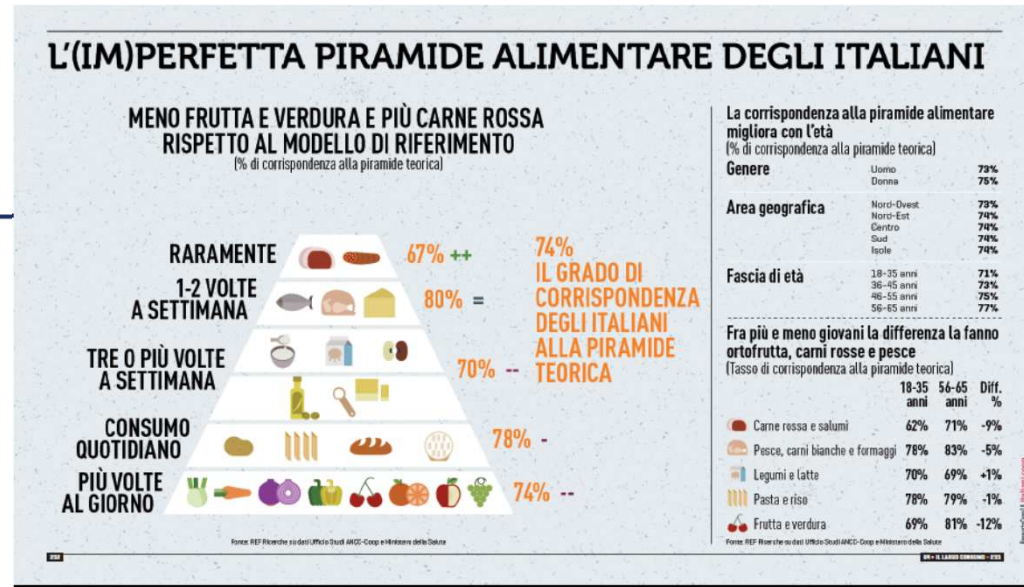 L'(IM)PERFETTA PIRAMIDE ALIMENTARE DEGLI ITALIANI
MENO FRUTTA E VERDURA E PIÙ CARNE ROSSA
RISPETTO AL MODELLO DI RIFERIMENTO
(% di corrispondenza alla piramide teorica)
RARAMENTE
67% ++
1-2 VOLTE
A SETTIMANA
80% =
TRE O PIÙ VOLTE
A SETTIMANA
70% --
CONSUMO
QUOTIDIANO
78% -
PIÙ VOLTE
AL GIORNO
74% --
74%
IL GRADO DI
CORRISPONDENZA
DEGLI ITALIANI
ALLA PIRAMIDE
TEORICA
Fonte: REF Ricerche su dati Ufficio Studi ANCC-Coop e Ministero della Salute
La corrispondenza alla piramide alimentare
migliora con l'età
(% di corrispondenza alla piramide teorica)
Genere
Uomo 73%
Donna 75%
Area geografica
Nord-Ovest 73%
Nord-Est 74%
Centro 74%
Sud 74%
Isole 74%
Fascia di età
18-35 anni 71%
36-45 anni 73%
46-55 anni 75%
56-65 anni 77%
Fra più e meno giovani la differenza la fanno
ortofrutta, carni rosse e pesce
(Tasso di corrispondenza alla piramide teorica)
18-35 56-65 Diff.
anni anni %
Carne rossa e salumi 62% 71% -9%
Pesce, carni bianche e formaggi 78% 83% -5%
Legumi e latte 70% 69% +1%
Pasta e riso 78% 79% -1%
Frutta e verdura 69% 81% -12%
Fonte: REF Ricerche su dati Ufficio Studi ANCC-Coop e Ministero della Salute